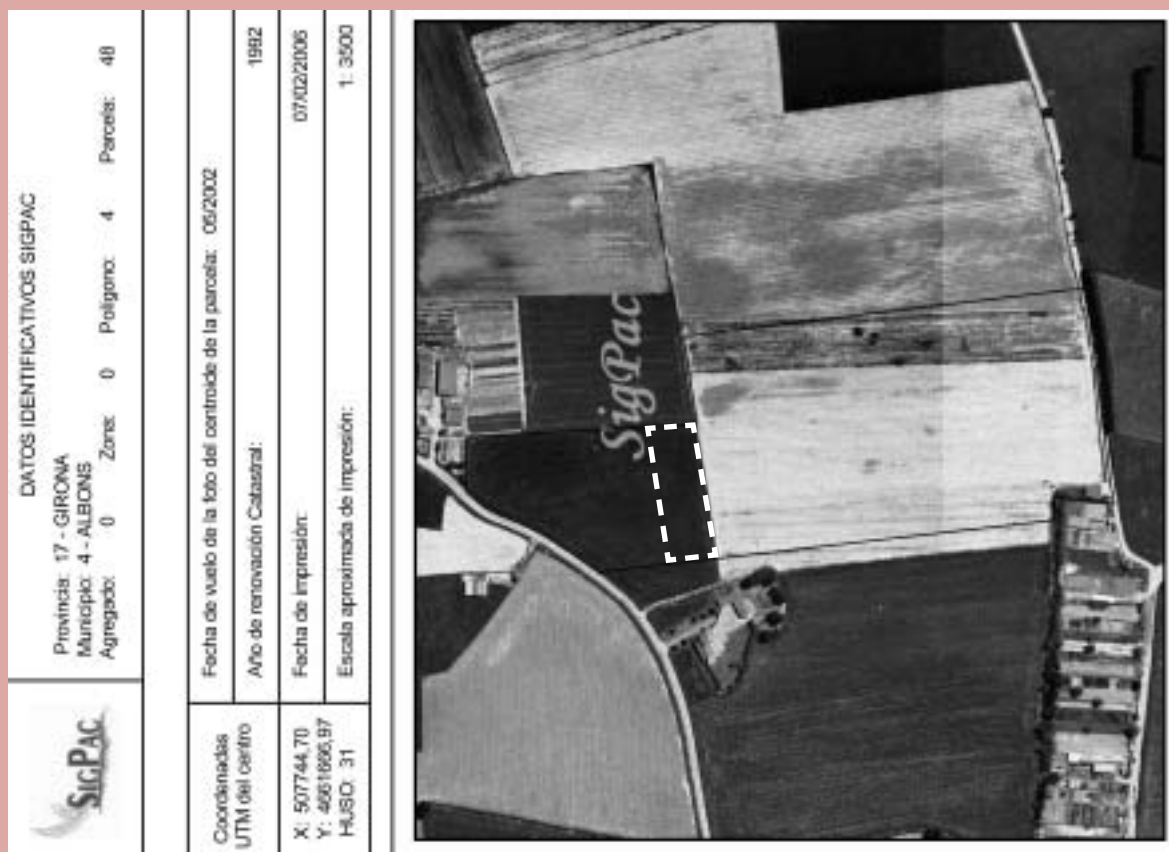 DATOS IDENTIFICATIVOS SIGPAC
SIGPAC
Provincia: 17 - GIRONA
Municipio: 4 - ALBONS
Agregado: 0 Zona: 0 Polígono: 4 Parcela: 48
Coordenadas
UTM del centro
X: 507744,70
Y: 4661666,97
HUSO: 31
Fecha de vuelo de la foto del centroide de la parcela: 05/2002
Año de renovación Catastral: 1992
Fecha de impresión: 07/02/2006
Escala aproximada de impresión: 1: 3500
SigPac